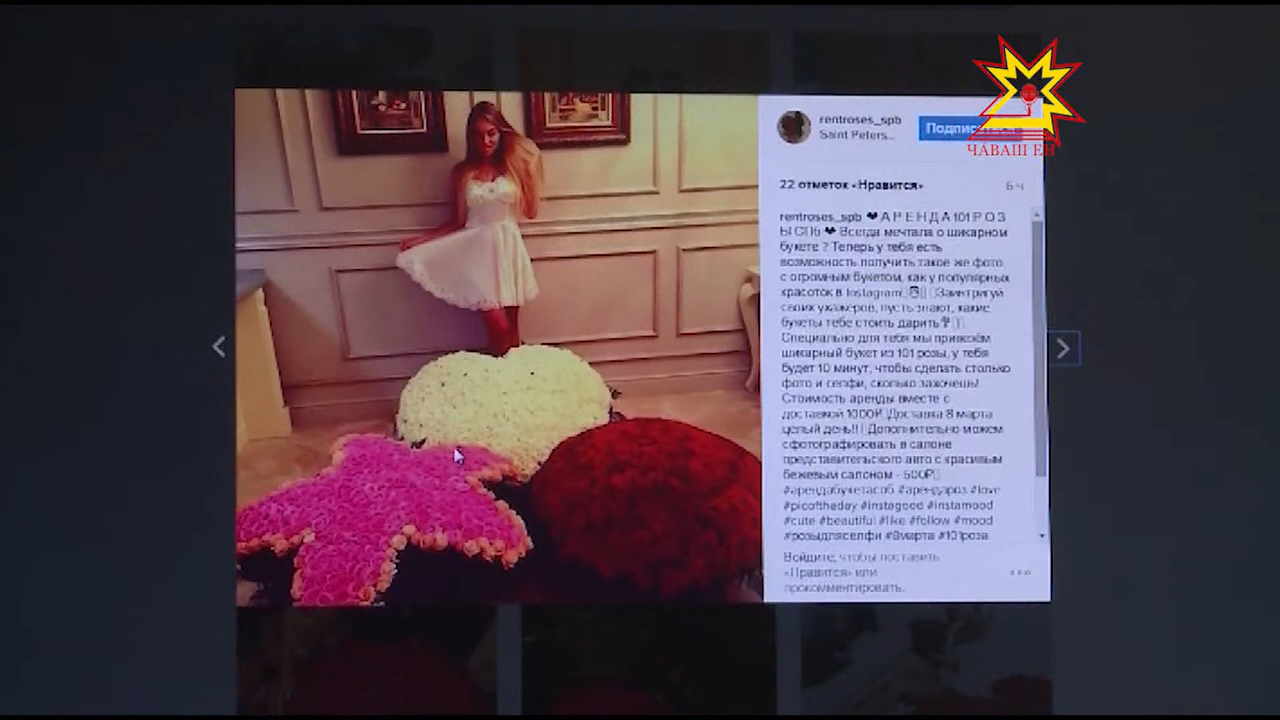 ЧӐВАШ ЕН
rentroses_spb
Saint Peters...
22 отметок «Нравится»
6 ч
rentroses_spb ❤ А Р Е Н Д А 101 Р О З
Ы СПб ❤ Всегда мечтала о шикарном
букете ? Теперь у тебя есть
возможность получить такое же фото
с огромным букетом, как у популярных
красоток в Instagram Заинтригуй
своих ухажеров, пусть знают, какие
букеты тебе стоить дарить
Специально для тебя мы привезём
шикарный букет из 101 розы, у тебя
будет 10 минут, чтобы сделать столько
фото и селфи, сколько захочешь!
Стоимость аренды вместе с
доставкой 1000₽ Доставка 8 марта
целый день!! Дополнительно можем
сфотографировать в салоне
представительского авто с красивым
бежевым салоном - 500₽
#арендабукетаспб #арендароз #love
#picoftheday #instagood #instamood
#cute #beautiful #like #follow #mood
#розыдляселфи #8марта #101роза
Войдите, чтобы поставить
«Нравится» или
прокомментировать.